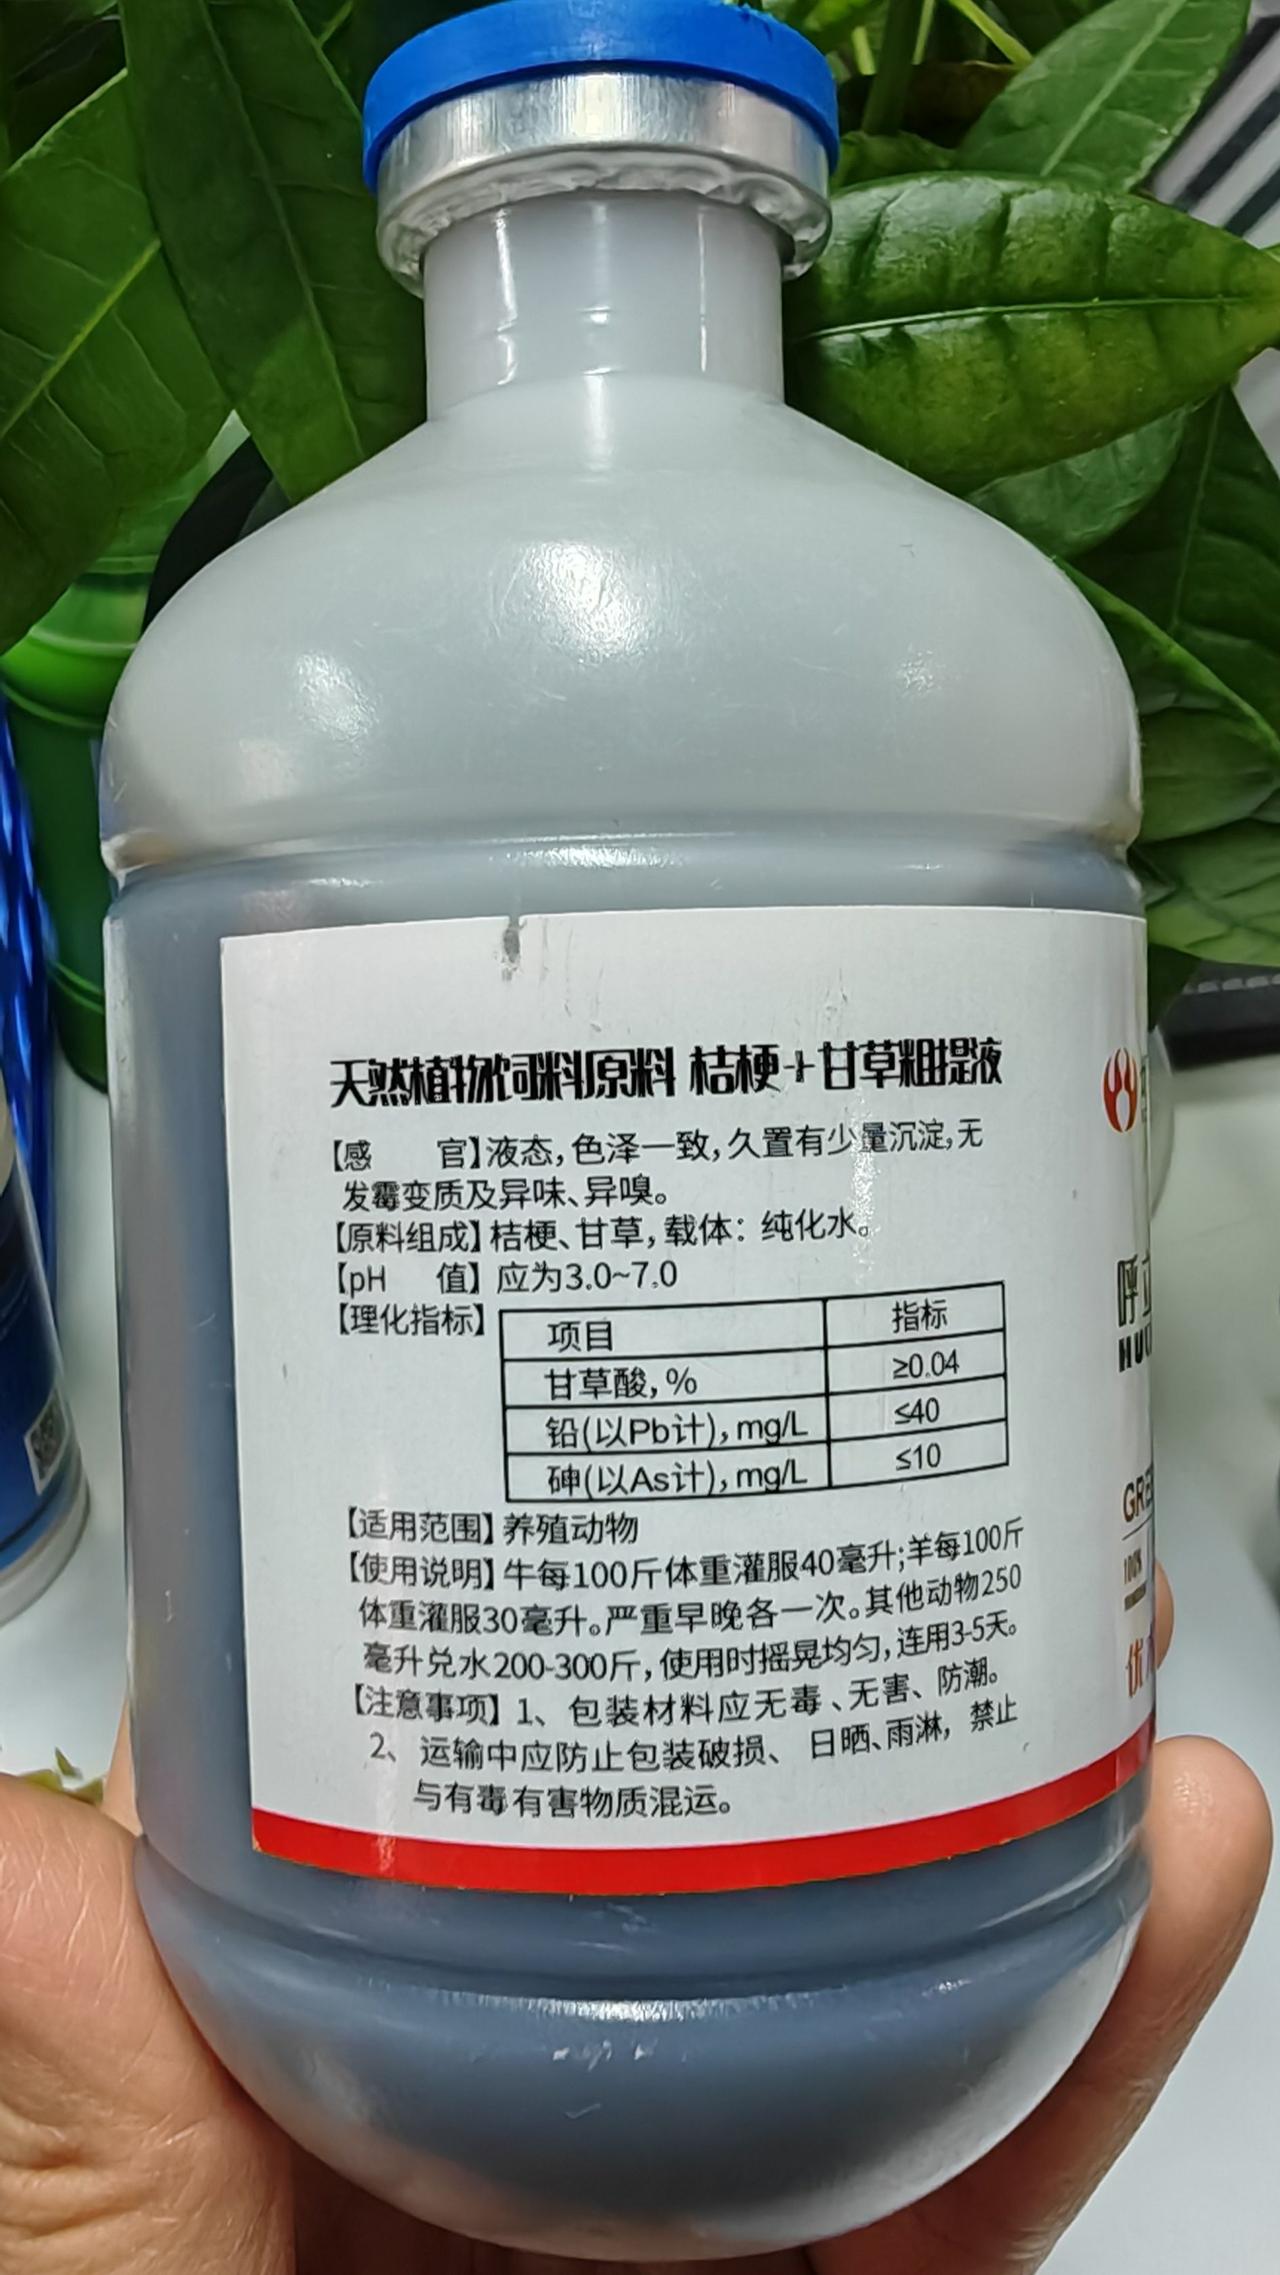 天然植物饲料原料 桔梗+甘草粗提液
【感 官】液态,色泽一致,久置有少量沉淀,无
发霉变质及异味、异嗅。
【原料组成】桔梗、甘草,载体:纯化水。
【pH 值】应为3.0~7.0
【理化指标】
项目 指标
甘草酸,% ≥0.04
铅(以Pb计),mg/L ≤40
砷(以As计),mg/L ≤10
【适用范围】养殖动物
【使用说明】牛每100斤体重灌服40毫升;羊每100斤
体重灌服30毫升。严重早晚各一次。其他动物250
毫升兑水200-300斤,使用时摇晃均匀,连用3-5天。
【注意事项】1、包装材料应无毒、无害、防潮。
2、运输中应防止包装破损、日晒、雨淋,禁止
与有毒有害物质混运。
呼
100%
优